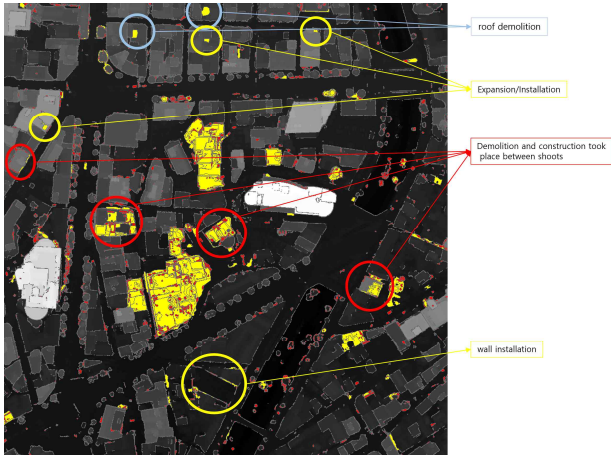 roof demolition
Expansion/Installation
Demolition and construction took
place between shoots
wall installation